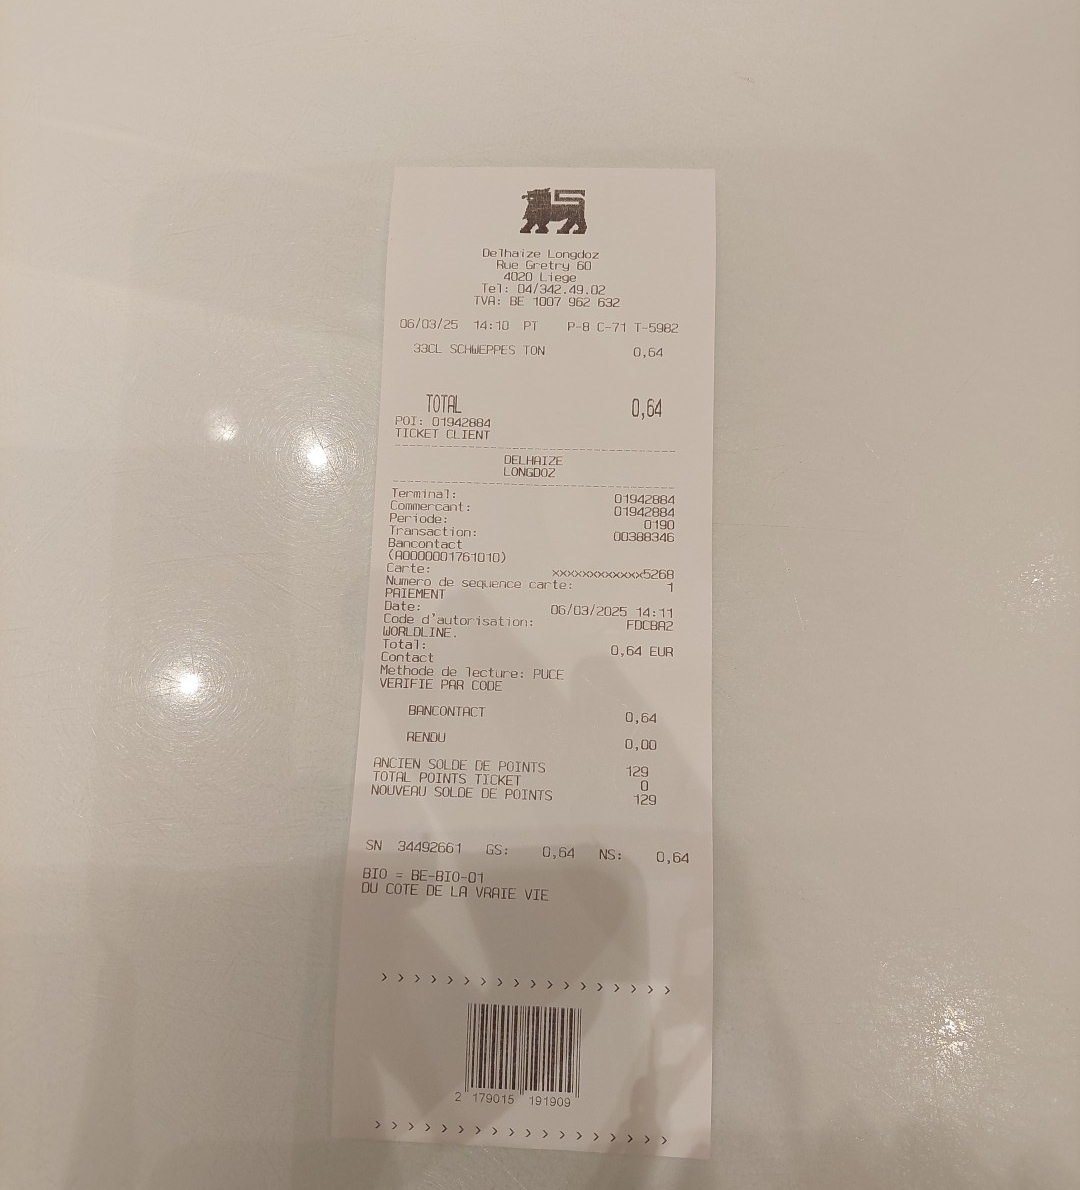 Delhaize Longdoz
Rue Gretry 60
4020 Liege
Tel: 04/342.49.02
TVA: BE 1007 962 632
06/03/25 14:10 PT P-8 C-71 T-5982
33CL SCHWEPPES TON 0,64
TOTAL 0,64
POI: 01942884
TICKET CLIENT
DELHAIZE
LONGDOZ
Terminal: 01942884
Commercant: 01942884
Periode: 0190
Transaction: 00388346
Bancontact
(A0000001761010)
Carte: xxxxxxxxxxxx5268
Numero de sequence carte: 1
PAIEMENT
Date: 06/03/2025 14:11
Code d'autorisation: FDCBA2
WORLDLINE.
Total: 0,64 EUR
Contact
Methode de lecture: PUCE
VERIFIE PAR CODE
BANCONTACT 0,64
RENDU 0,00
ANCIEN SOLDE DE POINTS 129
TOTAL POINTS TICKET 0
NOUVEAU SOLDE DE POINTS 129
SN 34492661 GS: 0,64 NS: 0,64
BIO = BE-BIO-01
DU COTE DE LA VRAIE VIE
› › › › › › › › › › › › › › › › › ›
2 179015 191909
› › › › › › › › › › › › › › › › › ›